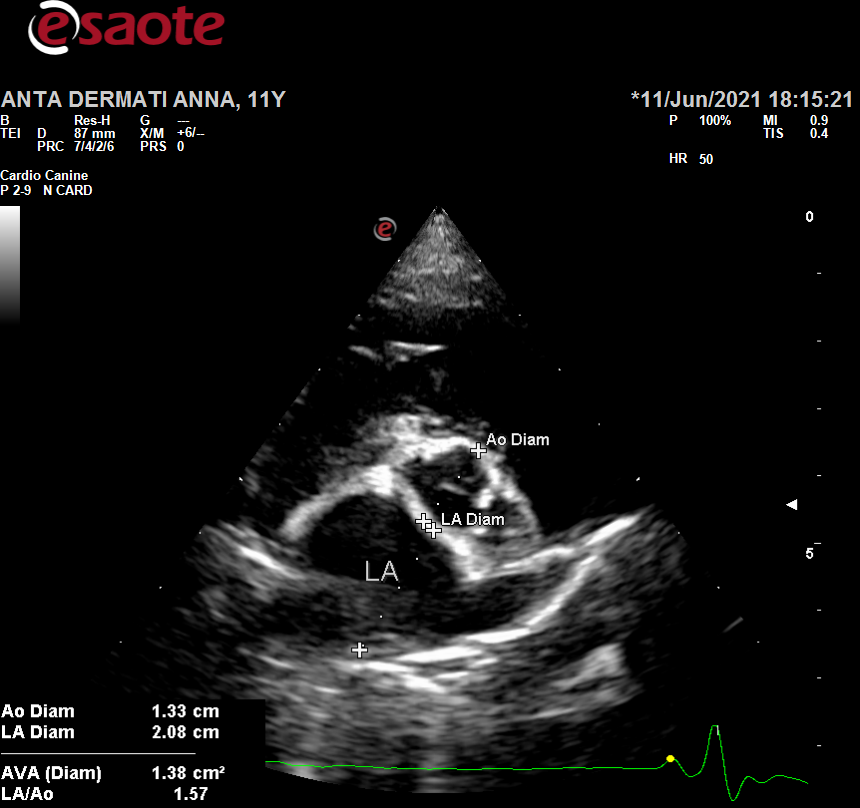 esaote
ANTA DERMATI ANNA, 11Y *11/Jun/2021 18:15:21
B Res-H G ---
TEI D 87 mm X/M +6/--
PRC 7/4/2/6 PRS 0
P 100% MI 0.9
TIS 0.4
HR 50
Cardio Canine
P 2-9 N CARD
e
0
Ao Diam
LA Diam
5
LA
Ao Diam 1.33 cm
LA Diam 2.08 cm
AVA (Diam) 1.38 cm²
LA/Ao 1.57